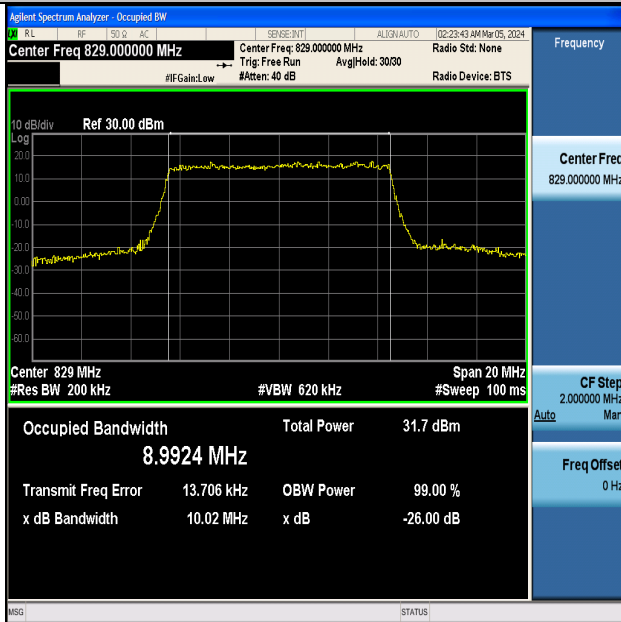 Agilent Spectrum Analyzer - Occupied BW
LXI RL RF 50 Ω AC SENSE:INT ALIGN AUTO 02:23:43 AM Mar 05, 2024
Center Freq 829.000000 MHz
Center Freq: 829.000000 MHz Radio Std: None
Trig: Free Run Avg|Hold: 30/30
#IFGain:Low #Atten: 40 dB Radio Device: BTS
Frequency
10 dB/div Ref 30.00 dBm
Log
20.0
10.0
0.00
-10.0
-20.0
-30.0
-40.0
-50.0
-60.0
Center 829 MHz Span 20 MHz
#Res BW 200 kHz #VBW 620 kHz #Sweep 100 ms
Center Freq
829.000000 MHz
CF Step
2.000000 MHz
Auto Man
Freq Offset
0 Hz
Occupied Bandwidth Total Power 31.7 dBm
8.9924 MHz
Transmit Freq Error 13.706 kHz OBW Power 99.00 %
x dB Bandwidth 10.02 MHz x dB -26.00 dB
MSG STATUS